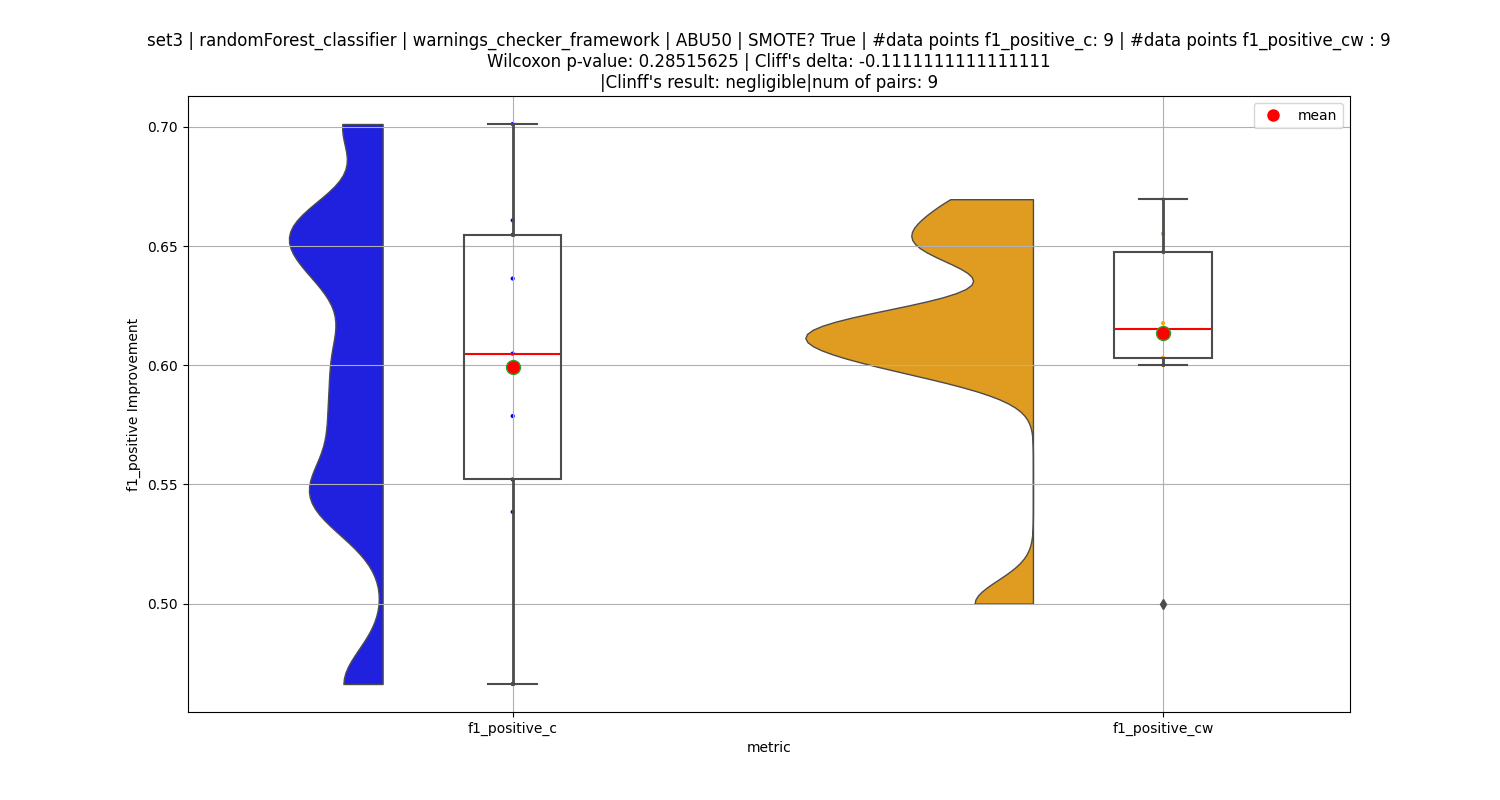 set3 | randomForest_classifier | warnings_checker_framework | ABU50 | SMOTE? True | #data points f1_positive_c: 9 | #data points f1_positive_cw : 9
Wilcoxon p-value: 0.28515625 | Cliff's delta: -0.1111111111111111
|Clinff's result: negligible|num of pairs: 9
mean
0.70
0.65
0.60
0.55
0.50
f1_positive Improvement
f1_positive_c
f1_positive_cw
metric